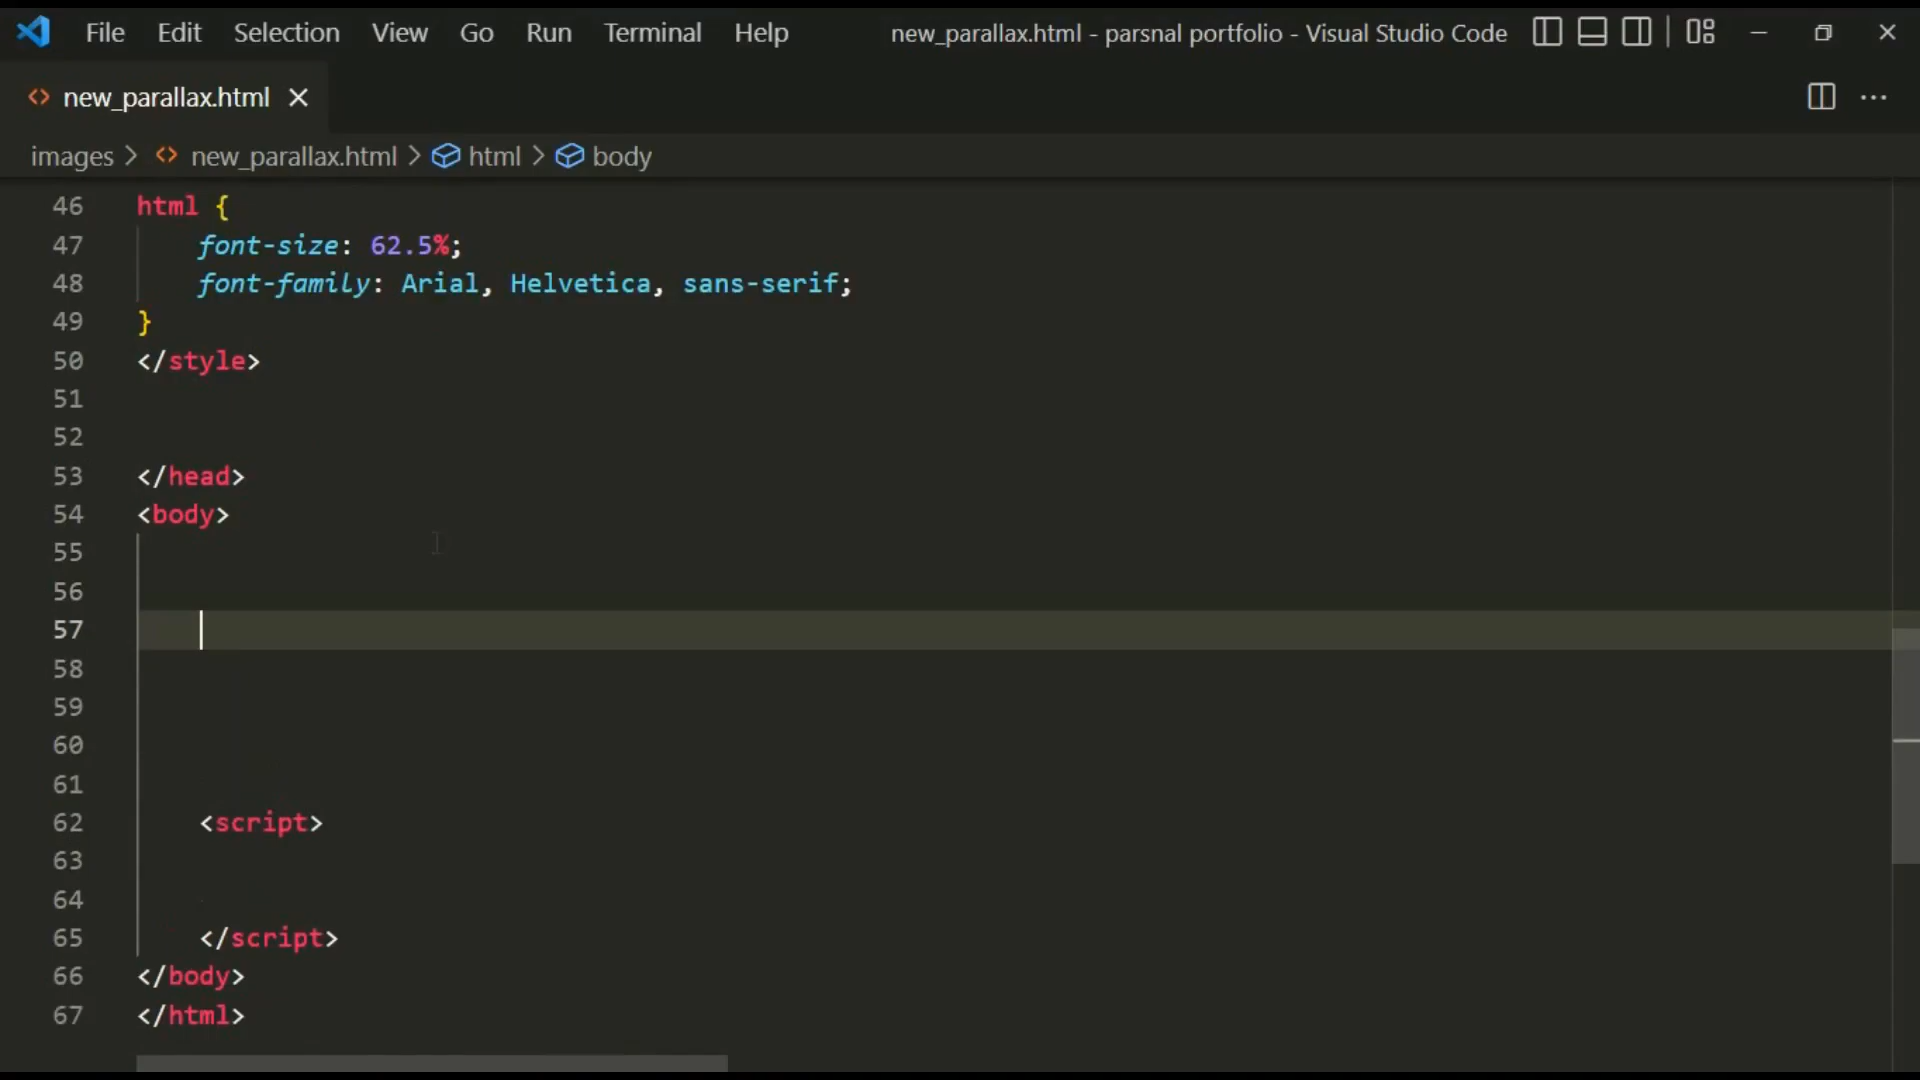 File Edit Selection View Go Run Terminal Help new_parallax.html - parsnal portfolio - Visual Studio Code
new_parallax.html
images > new_parallax.html > html > body
46 html {
47 font-size: 62.5%;
48 font-family: Arial, Helvetica, sans-serif;
49 }
50 </style>
51
52
53 </head>
54 <body>
55
56
57
58
59
60
61
62 <script>
63
64
65 </script>
66 </body>
67 </html>